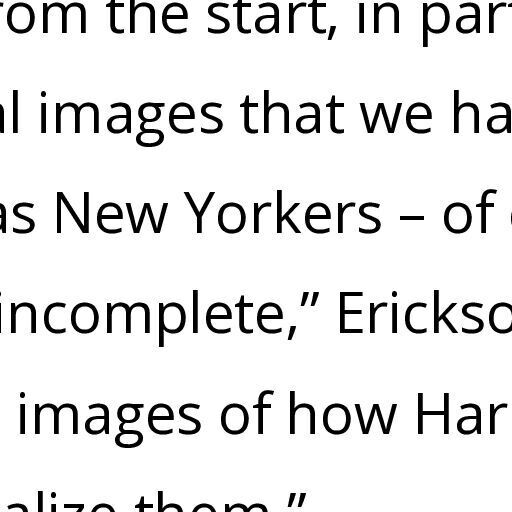 rom the start, in part
al images that we ha
as New Yorkers – of
incomplete,” Erickso
images of how Har
alize them.”